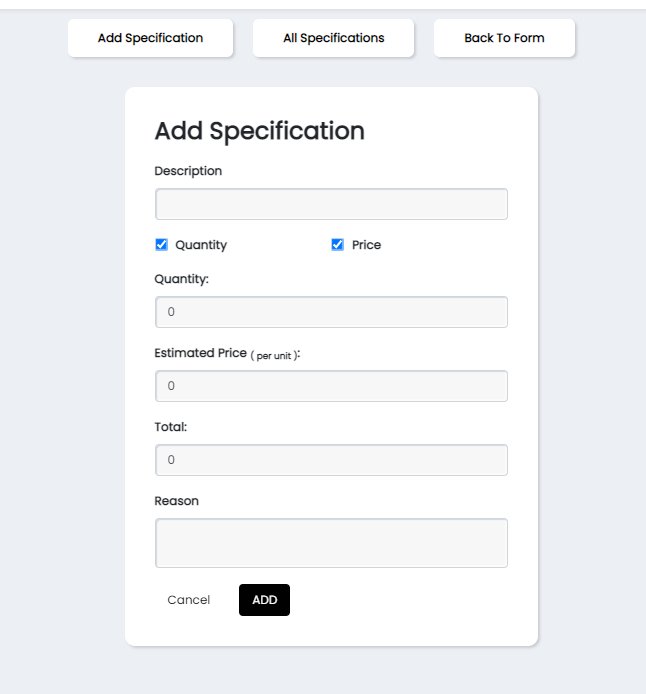 Add Specification All Specifications Back To Form
Add Specification
Description
Quantity Price
Quantity:
0
Estimated Price ( per unit ):
0
Total:
0
Reason
Cancel ADD